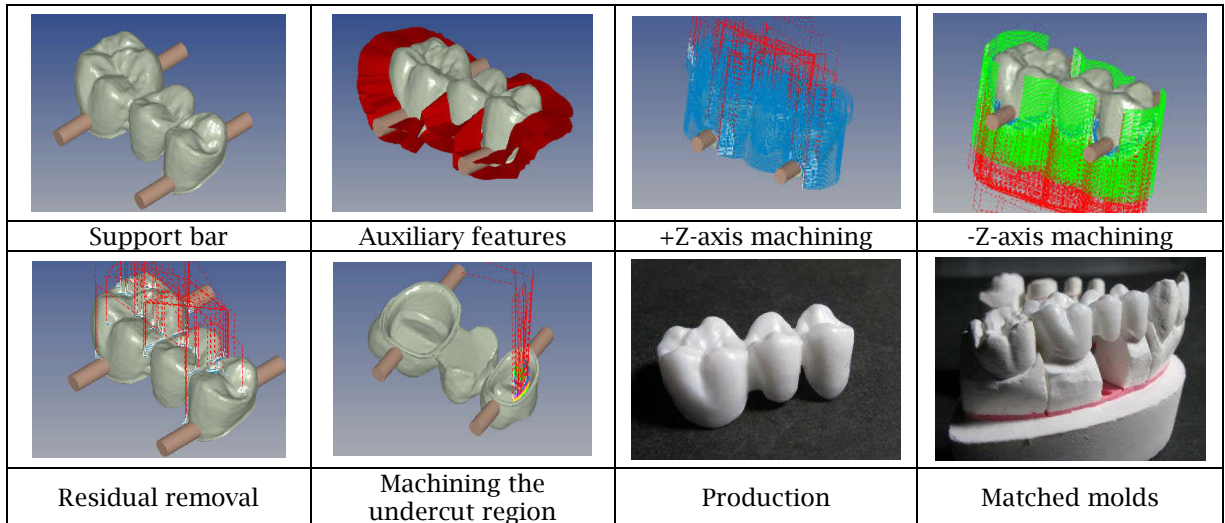 Support bar
Auxiliary features
+Z-axis machining
-Z-axis machining
Residual removal
Machining the
undercut region
Production
Matched molds